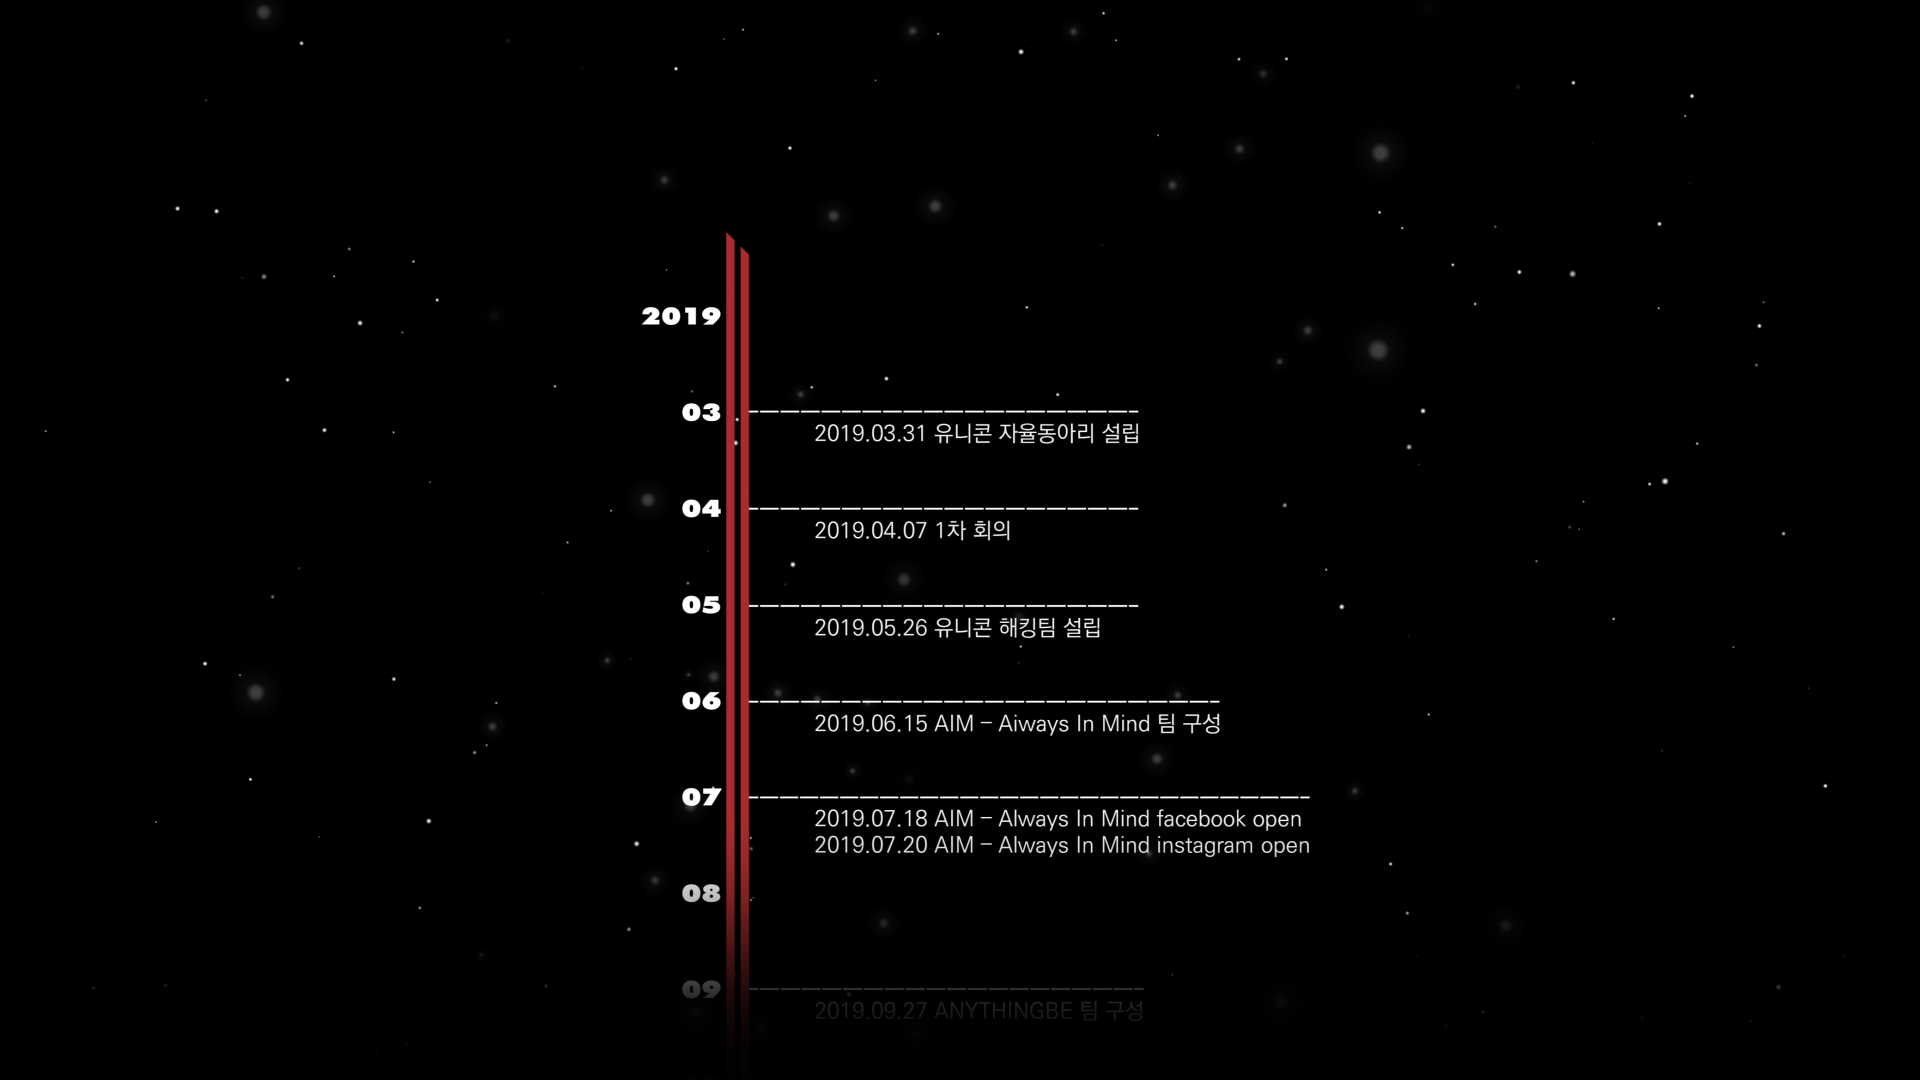 2019
03
2019.03.31 유니콘 자율동아리 설립
04
2019.04.07 1차 회의
05
2019.05.26 유니콘 해킹팀 설립
06
2019.06.15 AIM – Aiways In Mind 팀 구성
07
2019.07.18 AIM – Always In Mind facebook open
2019.07.20 AIM – Always In Mind instagram open
08
09
2019.09.27 ANYTHINGBE 팀 구성